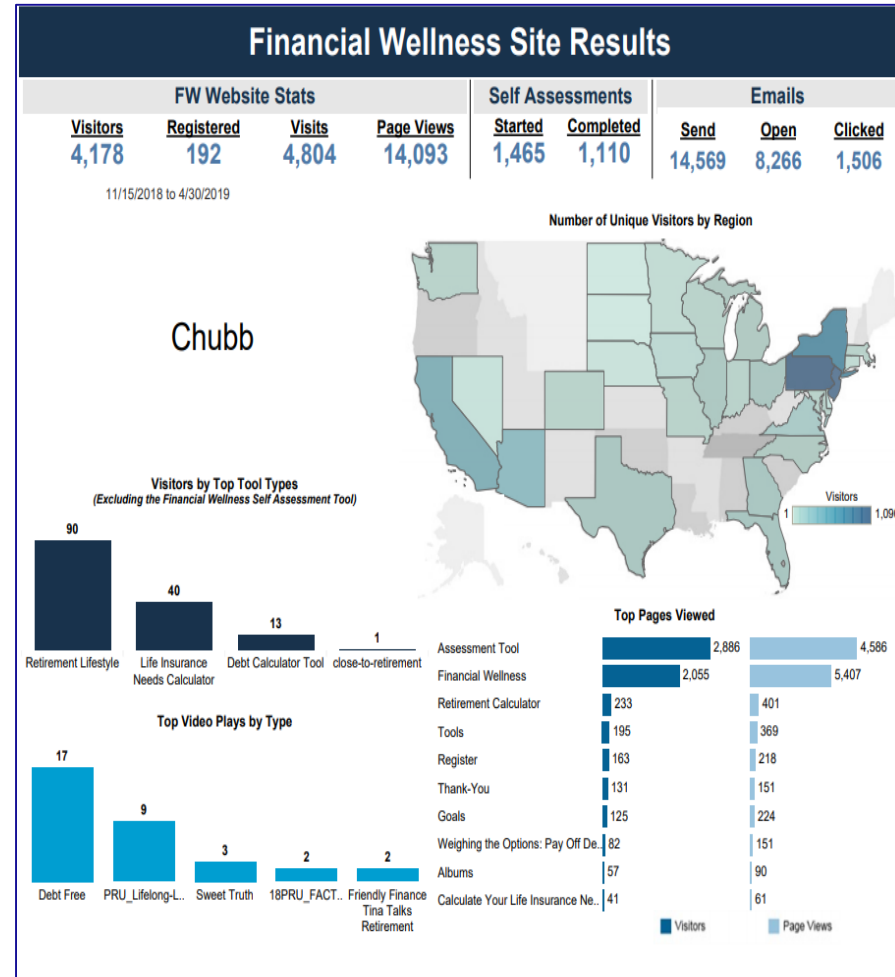 Financial Wellness Site Results
FW Website Stats
Self Assessments
Emails
Visitors Registered Visits Page Views
Started Completed
Send Open Clicked
4,178 192 4,804 14,093
1,465 1,110
14,569 8,266 1,506
11/15/2018 to 4/30/2019
Number of Unique Visitors by Region
Chubb
Visitors
1 1,096
Visitors by Top Tool Types
(Excluding the Financial Wellness Self Assessment Tool)
90
40
13
1
Retirement Lifestyle
Life Insurance
Needs Calculator
Debt Calculator Tool
close-to-retirement
Top Video Plays by Type
17
9
3
2
2
Debt Free
PRU_Lifelong-L..
Sweet Truth
18PRU_FACT..
Friendly Finance
Tina Talks
Retirement
Top Pages Viewed
Assessment Tool 2,886 4,586
Financial Wellness 2,055 5,407
Retirement Calculator 233 401
Tools 195 369
Register 163 218
Thank-You 131 151
Goals 125 224
Weighing the Options: Pay Off De.. 82 151
Albums 57 90
Calculate Your Life Insurance Ne.. 41 61
Visitors Page Views